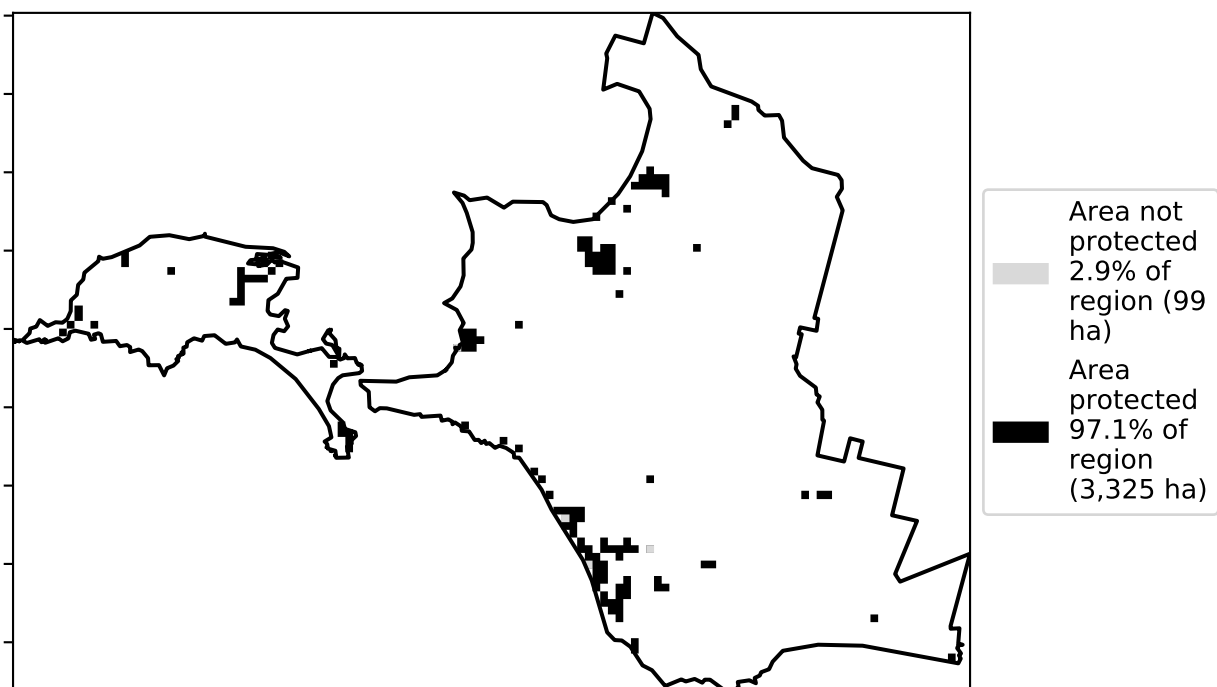 Area not
protected
2.9% of
region (99
ha)
Area
protected
97.1% of
region
(3,325 ha)